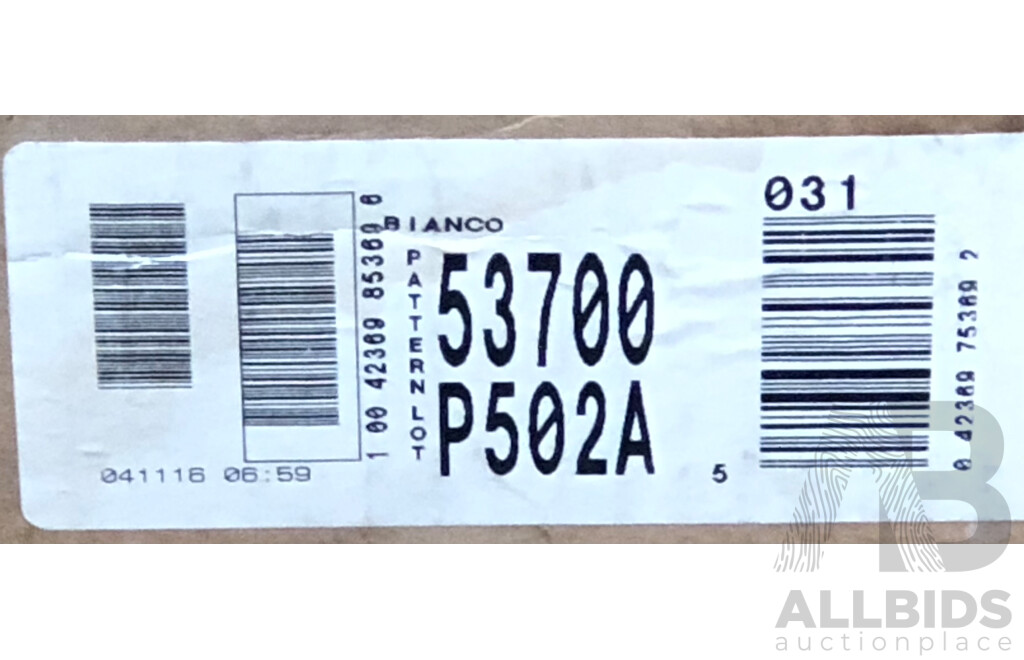 031
BIANCO
PATTERN LOT
53700
P502A
1 00 42369 85369 6
5
0 42369 75369 2
041116 06:59
AB
ALLBIDS
auctionplace